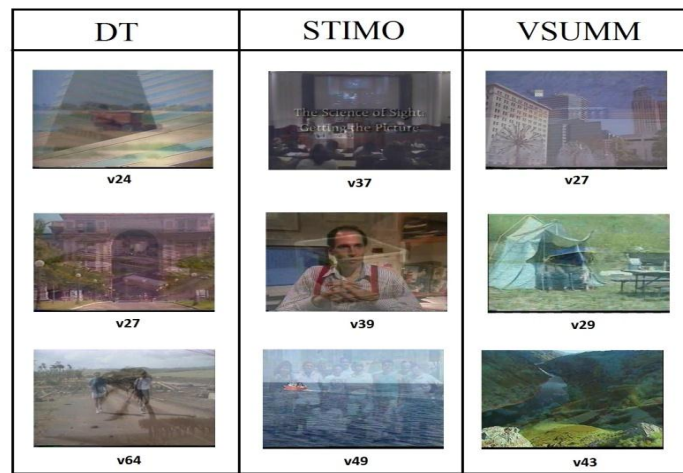 DT STIMO VSUMM
The Science of Sight:
Getting the Picture
v24 v37 v27
v27 v39 v29
v64 v49 v43